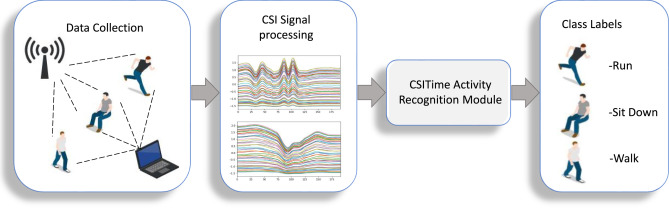 Data Collection
CSI Signal
processing
CSITime Activity
Recognition Module
Class Labels
-Run
-Sit Down
-Walk